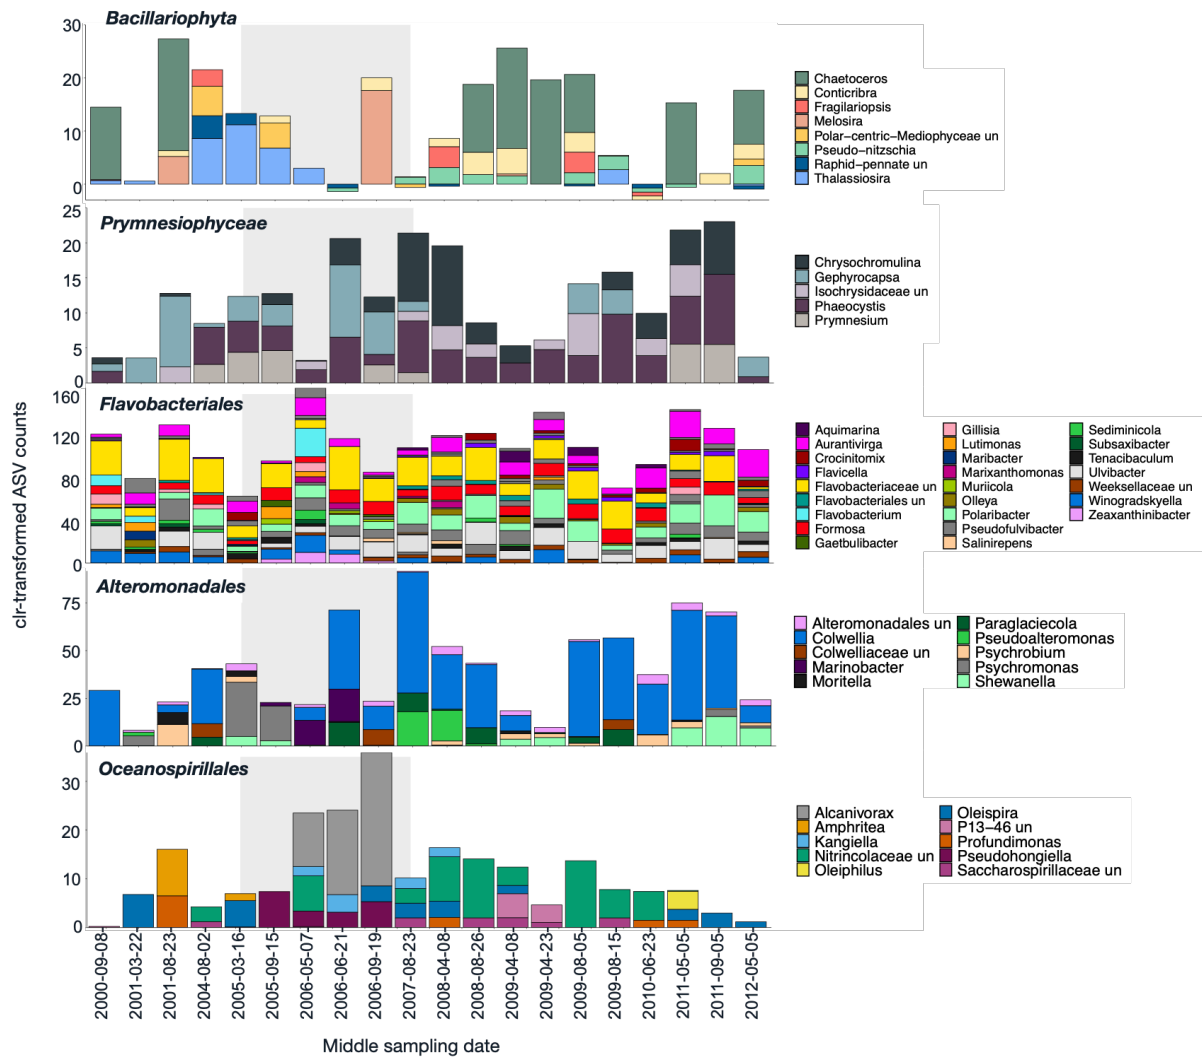 clr-transformed ASV counts
Bacillariophyta
30
20
10
0
Chaetoceros
Conticribra
Fragilariopsis
Melosira
Polar-centric-Mediophyceae un
Pseudo-nitzschia
Raphid-pennate un
Thalassiosira
Prymnesiophyceae
25
20
15
10
5
0
Chrysochromulina
Gephyrocapsa
Isochrysidaceae un
Phaeocystis
Prymnesium
Flavobacteriales
160
120
80
40
0
Aquimarina
Aurantivirga
Crocinitomix
Flavicella
Flavobacteriaceae un
Flavobacteriales un
Flavobacterium
Formosa
Gaetbulibacter
Gillisia
Lutimonas
Maribacter
Marixanthomonas
Muriicola
Olleya
Polaribacter
Pseudofulvibacter
Salinirepens
Sediminicola
Subsaxibacter
Tenacibaculum
Ulvibacter
Weeksellaceae un
Winogradskyella
Zeaxanthinibacter
Alteromonadales
75
50
25
0
Alteromonadales un
Colwellia
Colwelliaceae un
Marinobacter
Moritella
Paraglaciecola
Pseudoalteromonas
Psychrobium
Psychromonas
Shewanella
Oceanospirillales
30
20
10
0
Alcanivorax
Amphritea
Kangiella
Nitrincolaceae un
Oleiphilus
Oleispira
P13-46 un
Profundimonas
Pseudohongiella
Saccharospirillaceae un
2000-09-08
2001-03-22
2001-08-23
2004-08-02
2005-03-16
2005-09-15
2006-05-07
2006-06-21
2006-09-19
2007-08-23
2008-04-08
2008-08-26
2009-04-08
2009-04-23
2009-08-05
2009-08-15
2010-06-23
2011-05-05
2011-09-05
2012-05-05
Middle sampling date